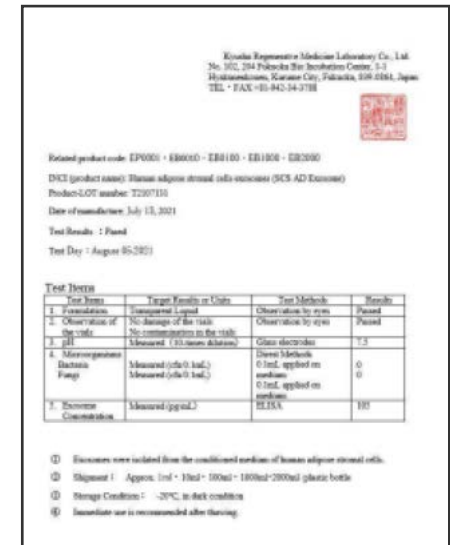 Kyushu Regenerative Medicine Laboratory Co., Ltd.
No. 102, 204 Fukuoka Bio Incubation Center, 1-1
Hyakunenkouen, Kurume City, Fukuoka, 839-0864, Japan
TEL・FAX +81-942-34-3788
Related product code: EP0001・EB0010・EB0100・EB1000・EB2000
INCI (product name): Human adipose stromal cells exosomes (SCS AD Exosome)
Product-LOT number: T2107131
Date of manufacture: July 13, 2021
Test Results : Passed
Test Day : August 05-2021
Test Items
Test Items Target Results or Units Test Methods Results
1. Formulation Transparent Liquid Observation by eyes Passed
2. Observation of the vials No damage of the vials Observation by eyes Passed
No contamination in the vials
3. pH Measured (10 times dilution) Glass electrodes 7.5
4. Microorganisms Direct Methods
Bacteria Measured (cfu/0.1mL) 0.1mL applied on medium 0
Fungi Measured (cfu/0.1mL) 0.1mL applied on medium 0
5. Exosome Concentration Measured (pg/mL) ELISA 105
① Exosomes were isolated from the conditioned medium of human adipose stromal cells.
② Shipment : Approx. 1ml・10ml・100ml・1000ml・2000ml plastic bottle
③ Storage Condition : -20℃, in dark condition
④ Immediate use is recommended after thawing.